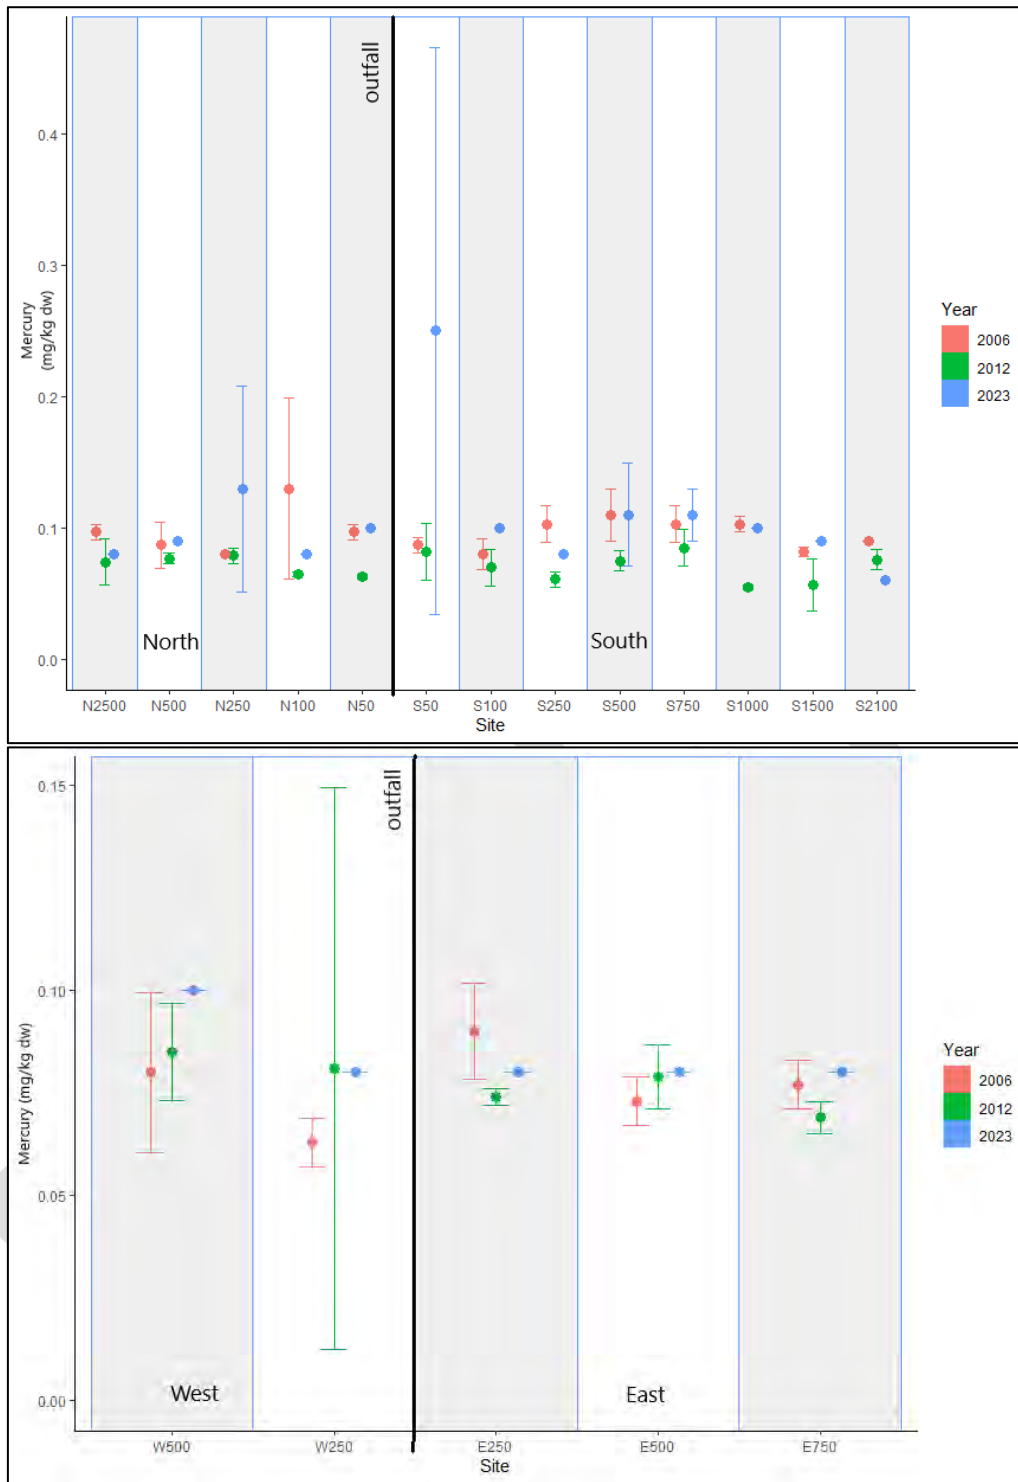 outfall
0.4
0.3
0.2
0.1
0.0
Mercury
(mg/kg dw)
North
South
N2500 N500 N250 N100 N50 S50 S100 S250 S500 S750 S1000 S1500 S2100
Site
Year
2006
2012
2023
outfall
0.15
0.10
0.05
0.00
Mercury (mg/kg dw)
West
East
W500 W250 E250 E500 E750
Site
Year
2006
2012
2023